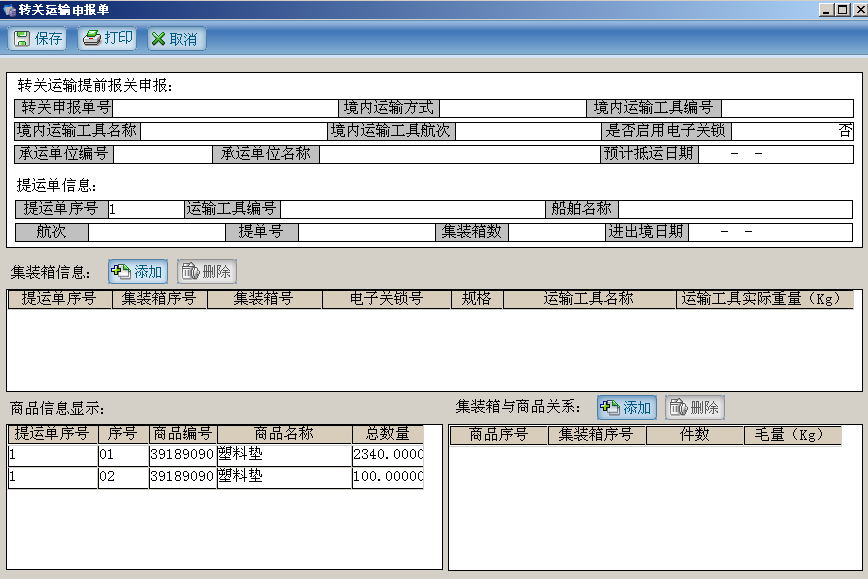 转关运输申报单
保存 打印 取消
转关运输提前报关申报:
转关申报单号 境内运输方式 境内运输工具编号
境内运输工具名称 境内运输工具航次 是否启用电子关锁 否
承运单位编号 承运单位名称 预计抵运日期 - -
提运单信息:
提运单序号 1 运输工具编号 船舶名称
航次 提单号 集装箱数 进出境日期 - -
集装箱信息: 添加 删除
提运单序号 集装箱序号 集装箱号 电子关锁号 规格 运输工具名称 运输工具实际重量(Kg)
商品信息显示:
提运单序号 序号 商品编号 商品名称 总数量
1 01 39189090 塑料垫 2340.0000
1 02 39189090 塑料垫 100.00000
集装箱与商品关系: 添加 删除
商品序号 集装箱序号 件数 毛量(Kg)